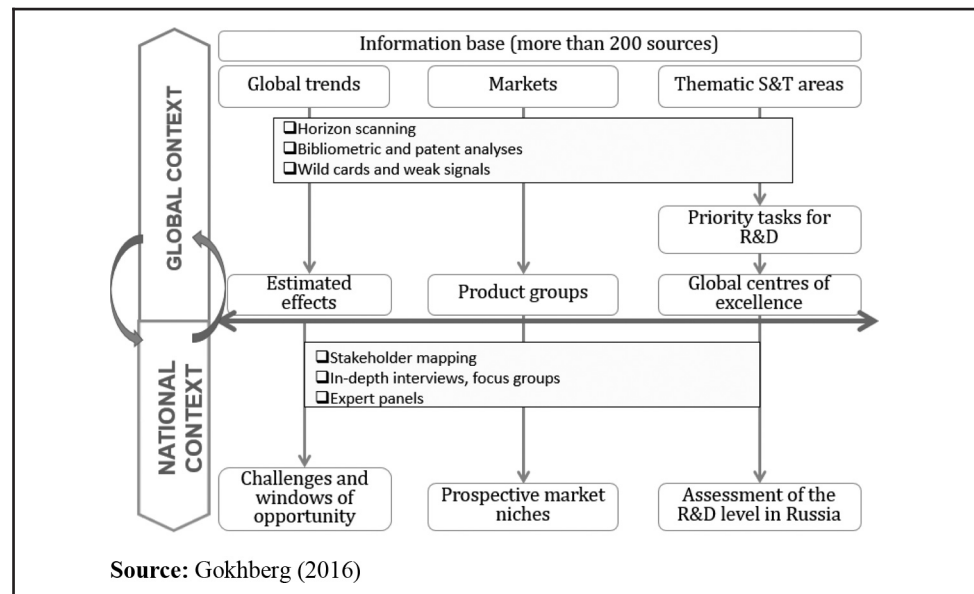 Information base (more than 200 sources)
Global trends
Markets
Thematic S&T areas
❑Horizon scanning
❑Bibliometric and patent analyses
❑Wild cards and weak signals
GLOBAL CONTEXT
Priority tasks for
R&D
Estimated
effects
Product groups
Global centres of
excellence
❑Stakeholder mapping
❑In-depth interviews, focus groups
❑Expert panels
NATIONAL
CONTEXT
Challenges and
windows of
opportunity
Prospective market
niches
Assessment of the
R&D level in Russia
Source: Gokhberg (2016)